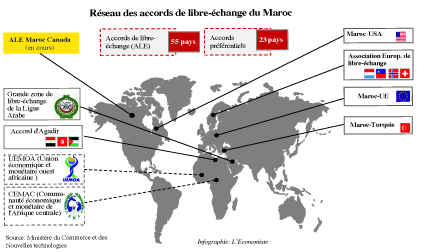 Réseau des accords de libre-échange du Maroc
ALE Maroc Canada
(en cours)
Accords de libre-
échange (ALE)
55 pays
Accords
préférentiels
23 pays
Maroc-USA
Association Europ. de
libre-échange
Maroc-UE
Maroc-Turquie
Grande zone de
libre-échange
de la Ligue
Arabe
Accord d'Agadir
UEMOA (Union
économique et
monétaire ouest
africaine )
UEMOA
CEMAC (Commu-
nauté économique
et monétaire de
l'Afrique centrale)
Source: Ministère du Commerce et des
Nouvelles technologies
Infographie: L'Economiste